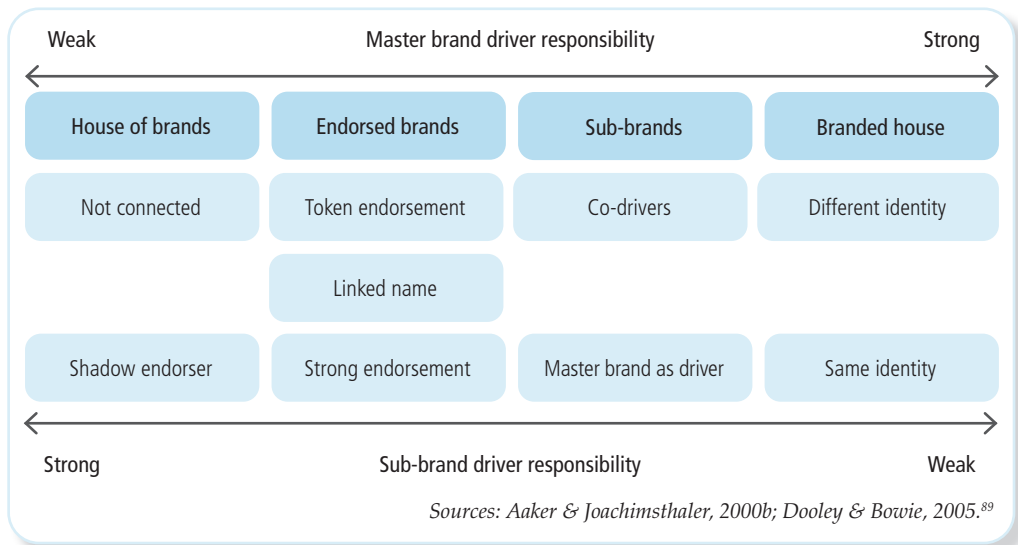 Weak Master brand driver responsibility Strong
House of brands Endorsed brands Sub-brands Branded house
Not connected Token endorsement Co-drivers Different identity
Linked name
Shadow endorser Strong endorsement Master brand as driver Same identity
Strong Sub-brand driver responsibility Weak
Sources: Aaker & Joachimsthaler, 2000b; Dooley & Bowie, 2005.⁸⁹